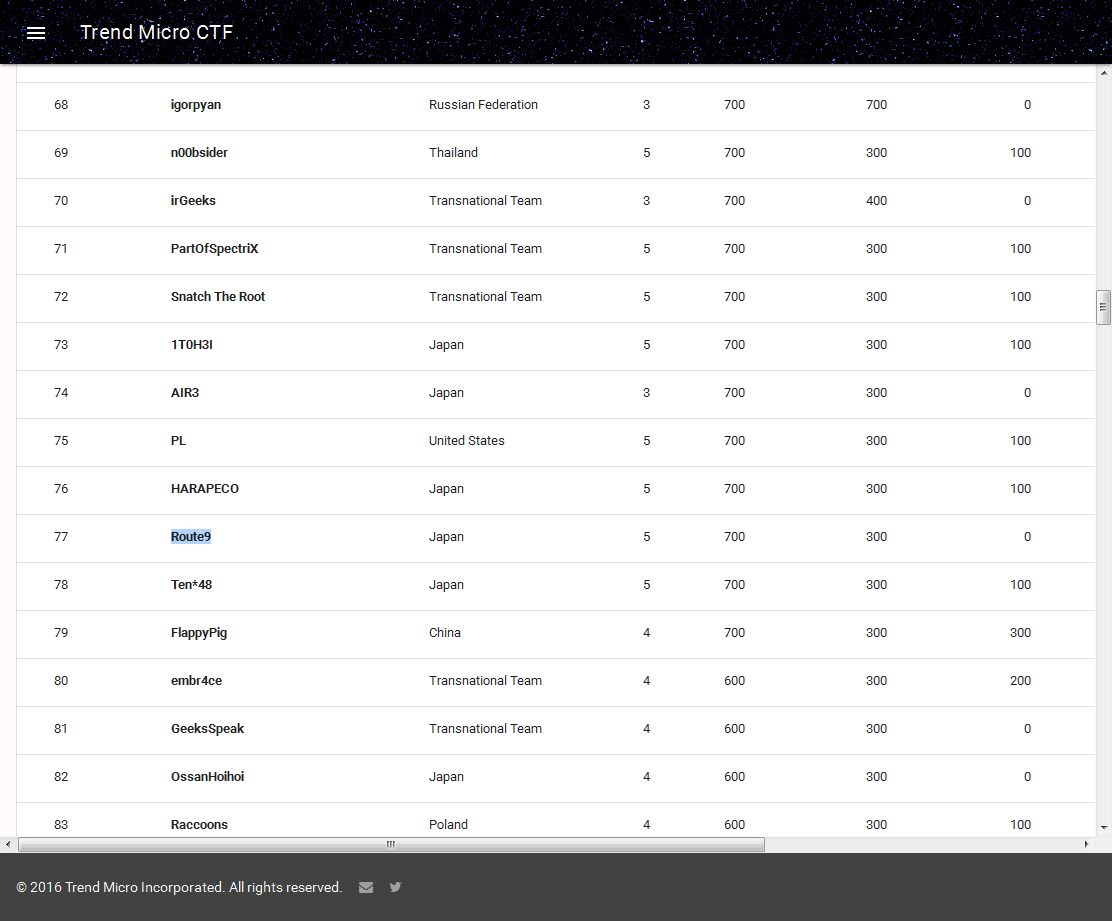 Trend Micro CTF
68 igorpyan Russian Federation 3 700 700 0
69 n00bsider Thailand 5 700 300 100
70 irGeeks Transnational Team 3 700 400 0
71 PartOfSpectriX Transnational Team 5 700 300 100
72 Snatch The Root Transnational Team 5 700 300 100
73 1T0H3I Japan 5 700 300 100
74 AIR3 Japan 3 700 300 0
75 PL United States 5 700 300 100
76 HARAPECO Japan 5 700 300 100
77 Route9 Japan 5 700 300 0
78 Ten*48 Japan 5 700 300 100
79 FlappyPig China 4 700 300 300
80 embr4ce Transnational Team 4 600 300 200
81 GeeksSpeak Transnational Team 4 600 300 0
82 OssanHoihoi Japan 4 600 300 0
83 Raccoons Poland 4 600 300 100
© 2016 Trend Micro Incorporated. All rights reserved.